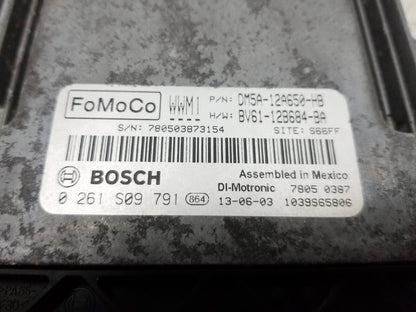 FoMoCo WWM1 P/N: DM5A-12A650-HB
H/W: BV61-12B684-BA
S/N: 780503873154 SITE: S66FF
BOSCH Assembled in Mexico
DI-Motronic 7805 0387
0 261 S09 791 864 13-06-03 1039S65806